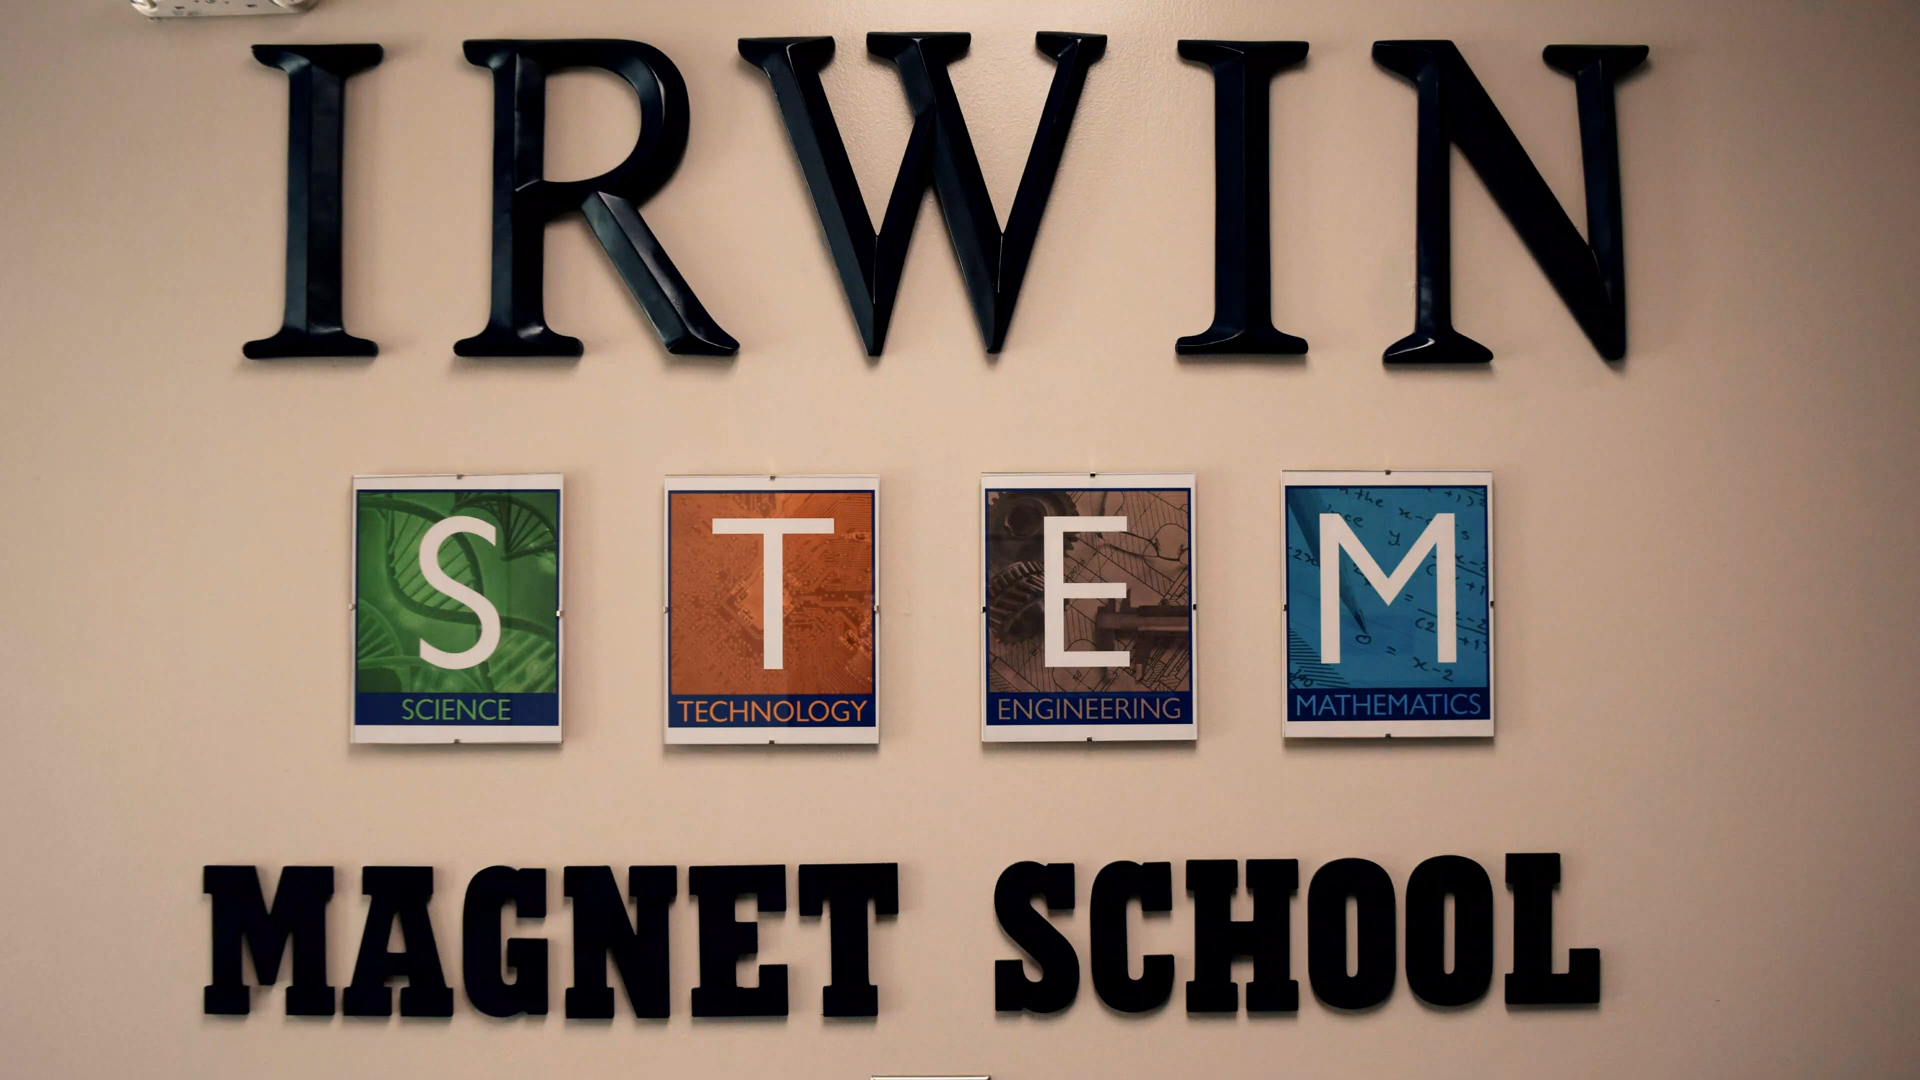 IRWIN
S T E M
SCIENCE TECHNOLOGY ENGINEERING MATHEMATICS
MAGNET SCHOOL